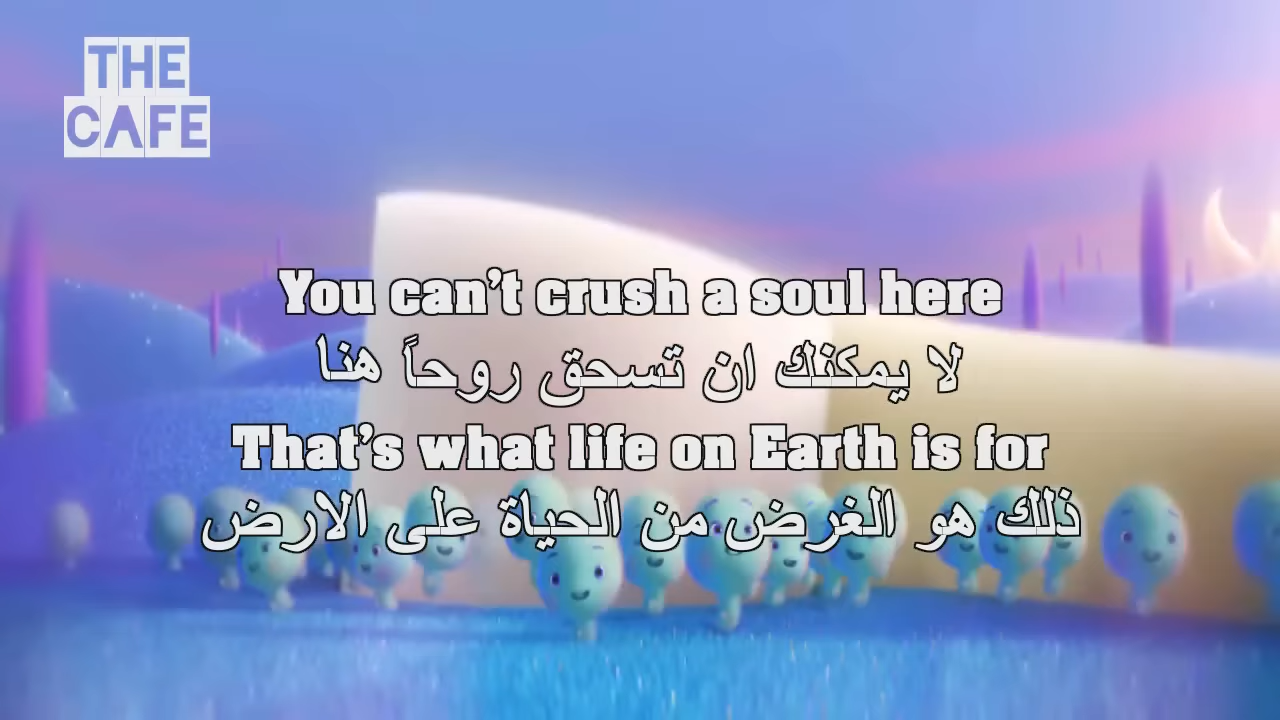 THE
CAFE
You can't crush a soul here
لا يمكنك ان تسحق روحاً هنا
That's what life on Earth is for
ذلك هو الغرض من الحياة على الارض